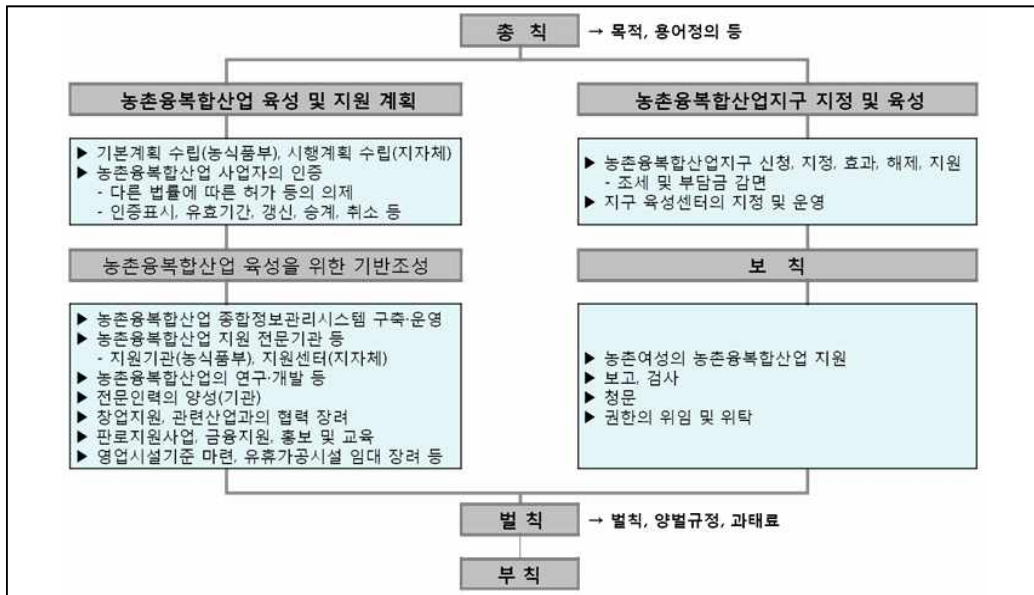 총 칙 → 목적, 용어정의 등
농촌융복합산업 육성 및 지원 계획
▶ 기본계획 수립(농식품부), 시행계획 수립(지자체)
▶ 농촌융복합산업 사업자의 인증
- 다른 법률에 따른 허가 등의 의제
- 인증표시, 유효기간, 갱신, 승계, 취소 등
농촌융복합산업지구 지정 및 육성
▶ 농촌융복합산업지구 신청, 지정, 효과, 해제, 지원
- 조세 및 부담금 감면
▶ 지구 육성센터의 지정 및 운영
농촌융복합산업 육성을 위한 기반조성
▶ 농촌융복합산업 종합정보관리시스템 구축·운영
▶ 농촌융복합산업 지원 전문기관 등
- 지원기관(농식품부), 지원센터(지자체)
▶ 농촌융복합산업의 연구·개발 등
▶ 전문인력의 양성(기관)
▶ 창업지원, 관련산업과의 협력 장려
▶ 판로지원사업, 금융지원, 홍보 및 교육
▶ 영업시설기준 마련, 유휴가공시설 임대 장려 등
보 칙
▶ 농촌여성의 농촌융복합산업 지원
▶ 보고, 검사
▶ 청문
▶ 권한의 위임 및 위탁
벌 칙 → 벌칙, 양벌규정, 과태료
부 칙